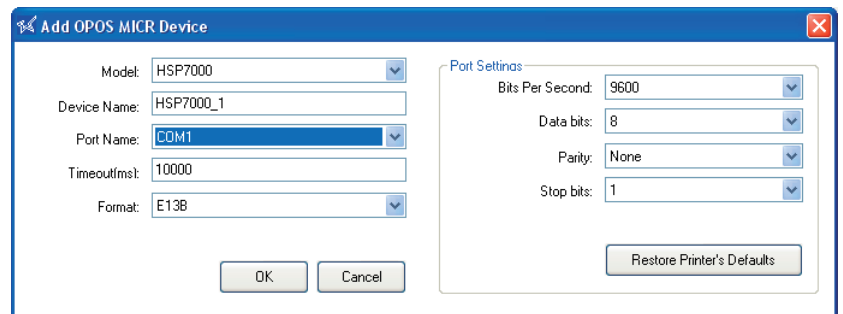 Add OPOS MICR Device
Model: HSP7000
Device Name: HSP7000_1
Port Name: COM1
Timeout(ms): 10000
Format: E13B
OK Cancel
Port Settings
Bits Per Second: 9600
Data bits: 8
Parity: None
Stop bits: 1
Restore Printer's Defaults